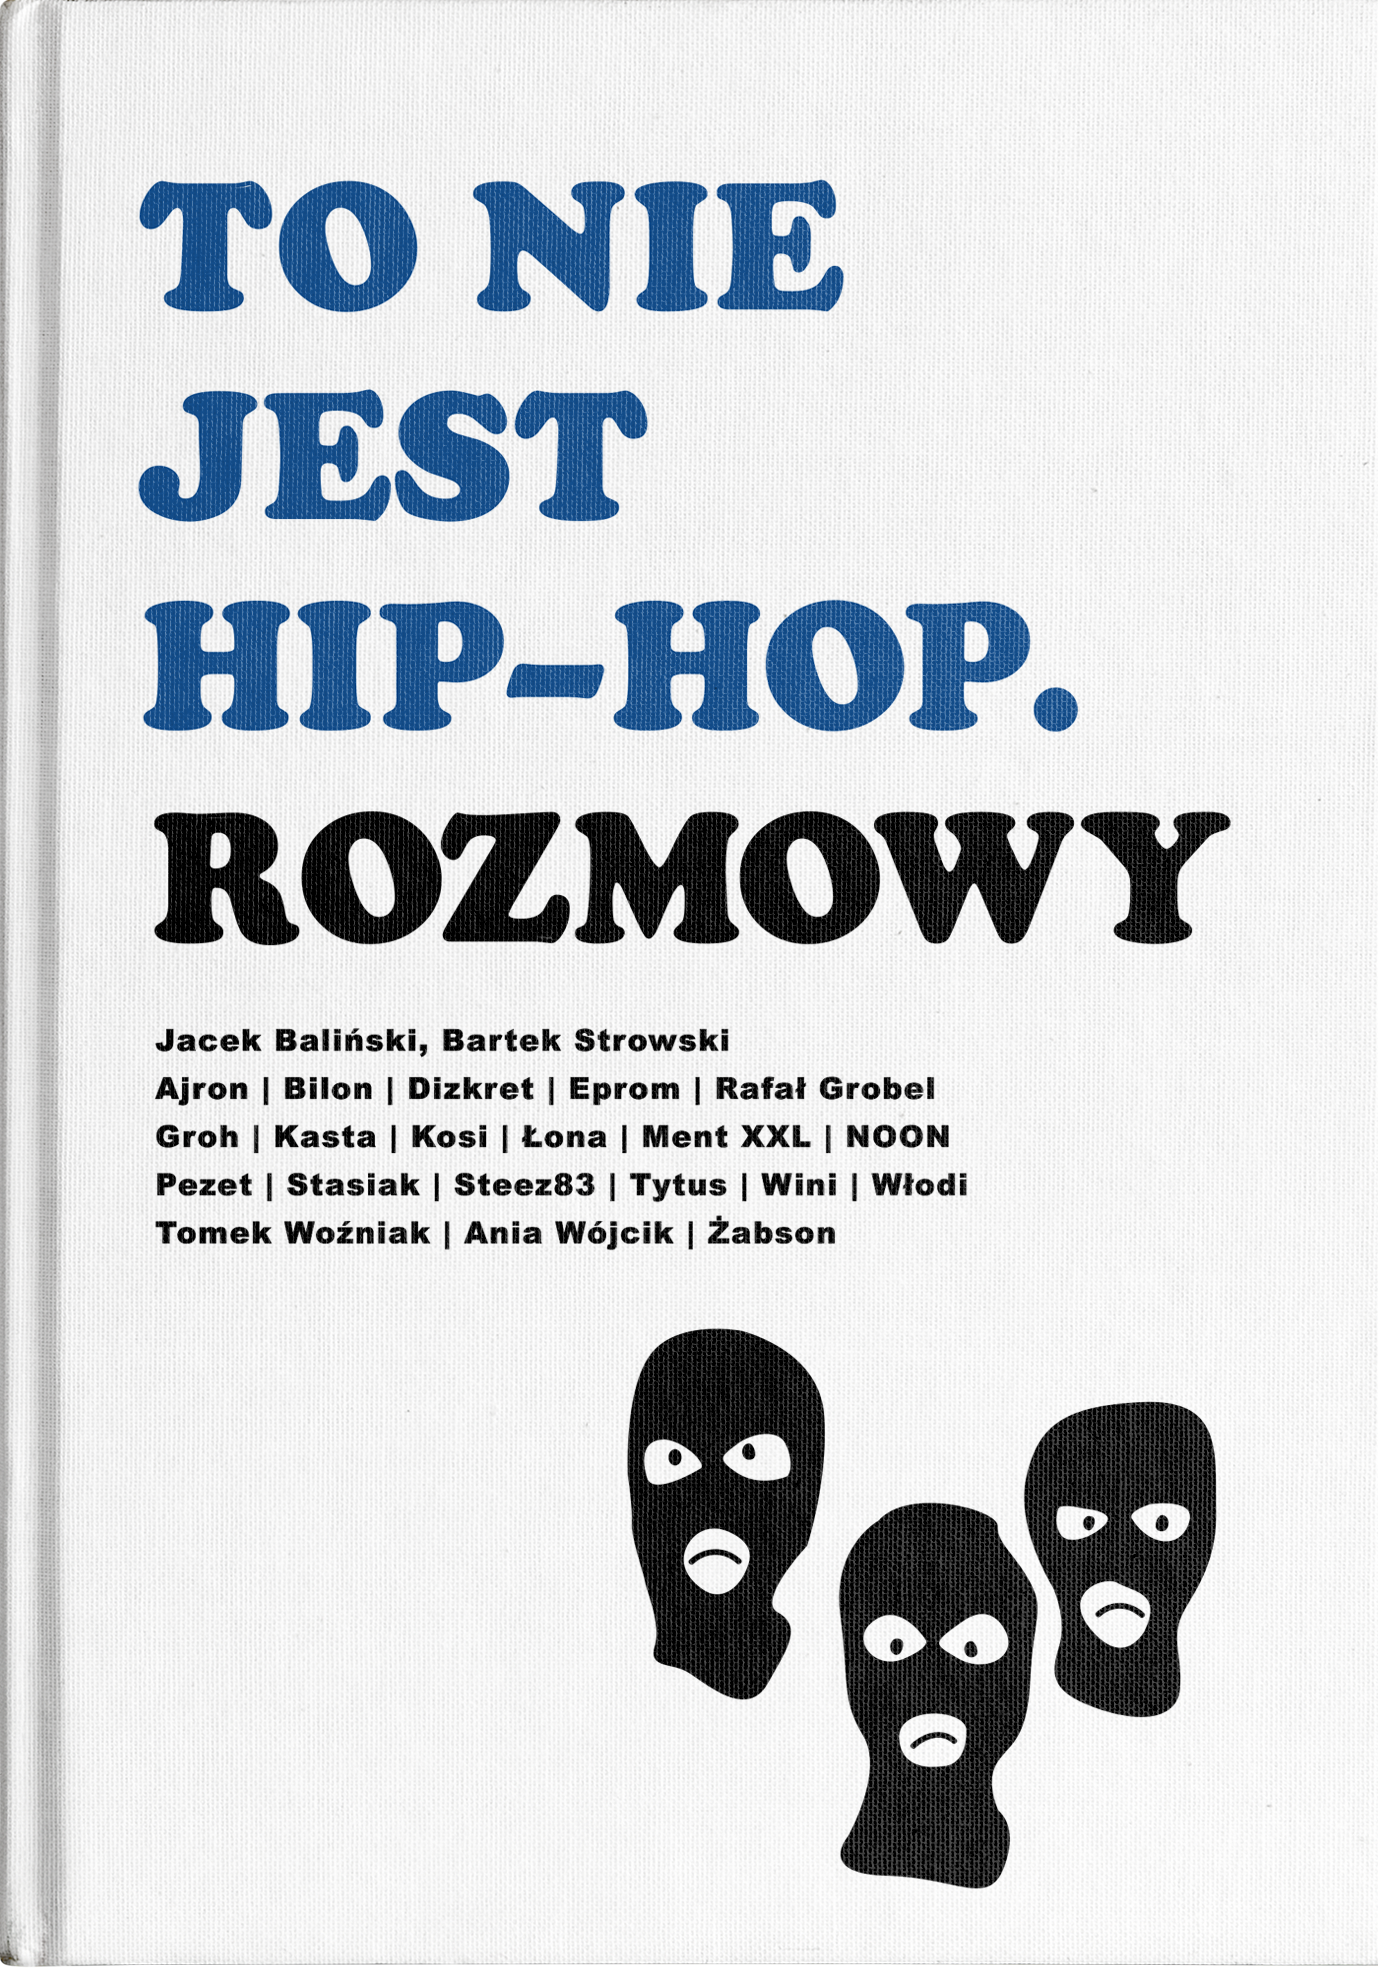 TO NIE
JEST
HIP-HOP.
ROZMOWY
Jacek Baliński, Bartek Strowski
Ajron | Bilon | Dizkret | Eprom | Rafał Grobel
Groh | Kasta | Kosi | Łona | Ment XXL | NOON
Pezet | Stasiak | Steez83 | Tytus | Wini | Włodi
Tomek Woźniak | Ania Wójcik | Żabson